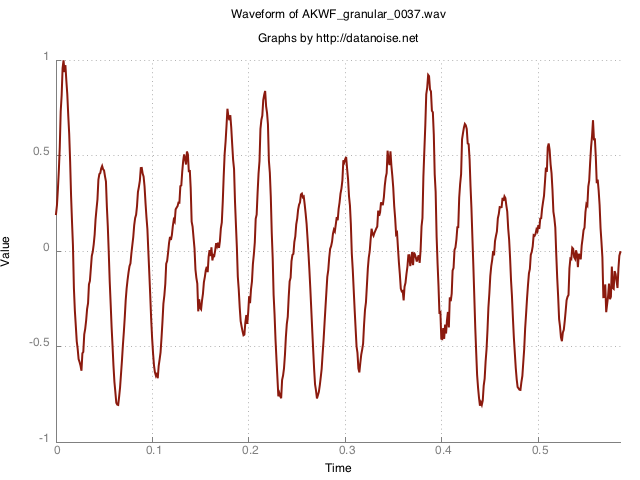 Waveform of AKWF_granular_0037.wav
Graphs by http://datanoise.net
1
0.5
0
-0.5
-1
Value
0
0.1
0.2
0.3
0.4
0.5
Time